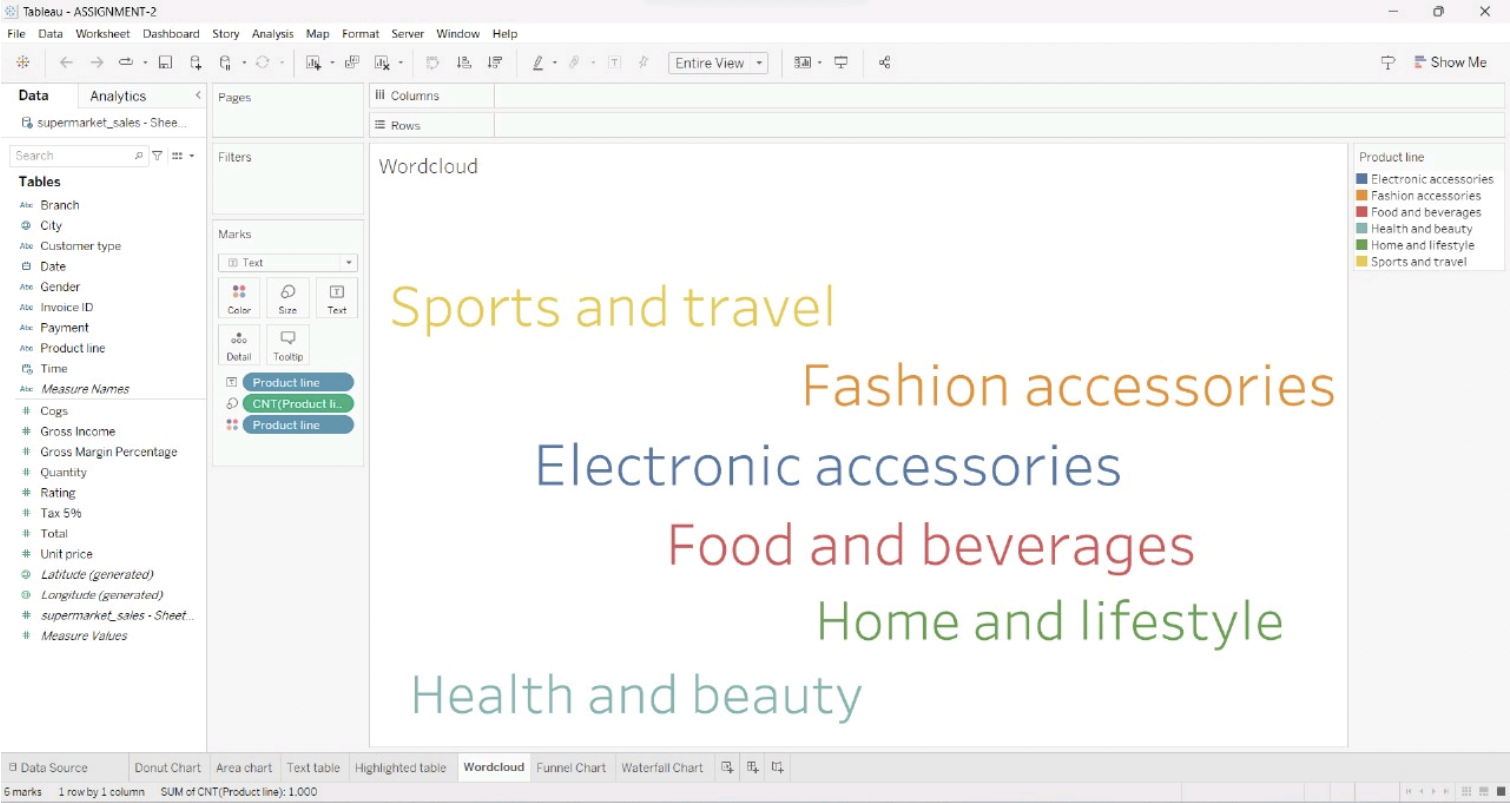 Tableau - ASSIGNMENT-2
File Data Worksheet Dashboard Story Analysis Map Format Server Window Help
Entire View
Show Me
Data Analytics
supermarket_sales - Shee...
Search
Tables
Abc Branch
City
Abc Customer type
Date
Abc Gender
Abc Invoice ID
Abc Payment
Abc Product line
Time
Abc Measure Names
# Cogs
# Gross Income
# Gross Margin Percentage
# Quantity
# Rating
# Tax 5%
# Total
# Unit price
Latitude (generated)
Longitude (generated)
# supermarket_sales - Sheet...
# Measure Values
Pages
Filters
Marks
Text
Color Size Text
Detail Tooltip
Product line
CNT(Product li..
Product line
Columns
Rows
Wordcloud
Sports and travel
Fashion accessories
Electronic accessories
Food and beverages
Home and lifestyle
Health and beauty
Product line
Electronic accessories
Fashion accessories
Food and beverages
Health and beauty
Home and lifestyle
Sports and travel
Data Source Donut Chart Area chart Text table Highlighted table Wordcloud Funnel Chart Waterfall Chart
6 marks 1 row by 1 column SUM of CNT(Product line): 1,000